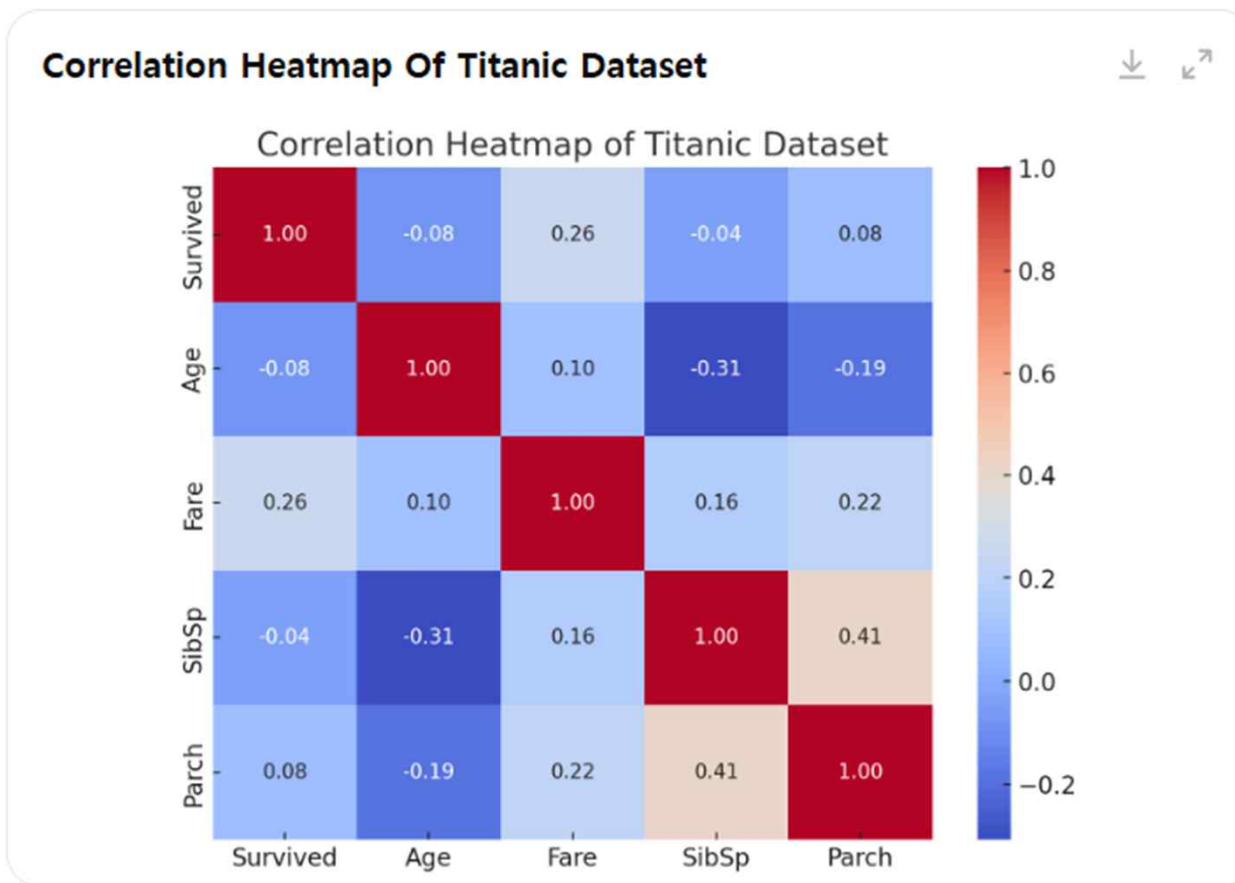 Correlation Heatmap Of Titanic Dataset
Correlation Heatmap of Titanic Dataset
Survived 1.00 -0.08 0.26 -0.04 0.08
Age -0.08 1.00 0.10 -0.31 -0.19
Fare 0.26 0.10 1.00 0.16 0.22
SibSp -0.04 -0.31 0.16 1.00 0.41
Parch 0.08 -0.19 0.22 0.41 1.00
Survived Age Fare SibSp Parch
1.0
0.8
0.6
0.4
0.2
0.0
−0.2